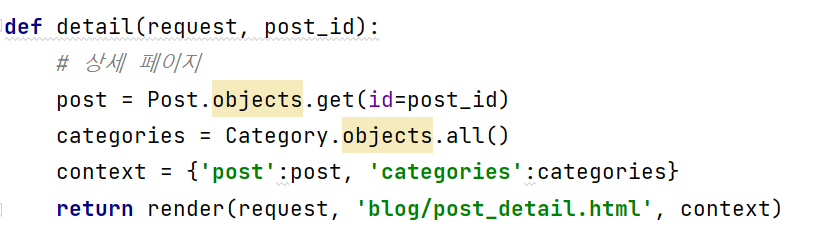 def detail(request, post_id):
# 상세 페이지
post = Post.objects.get(id=post_id)
categories = Category.objects.all()
context = {'post':post, 'categories':categories}
return render(request, 'blog/post_detail.html', context)